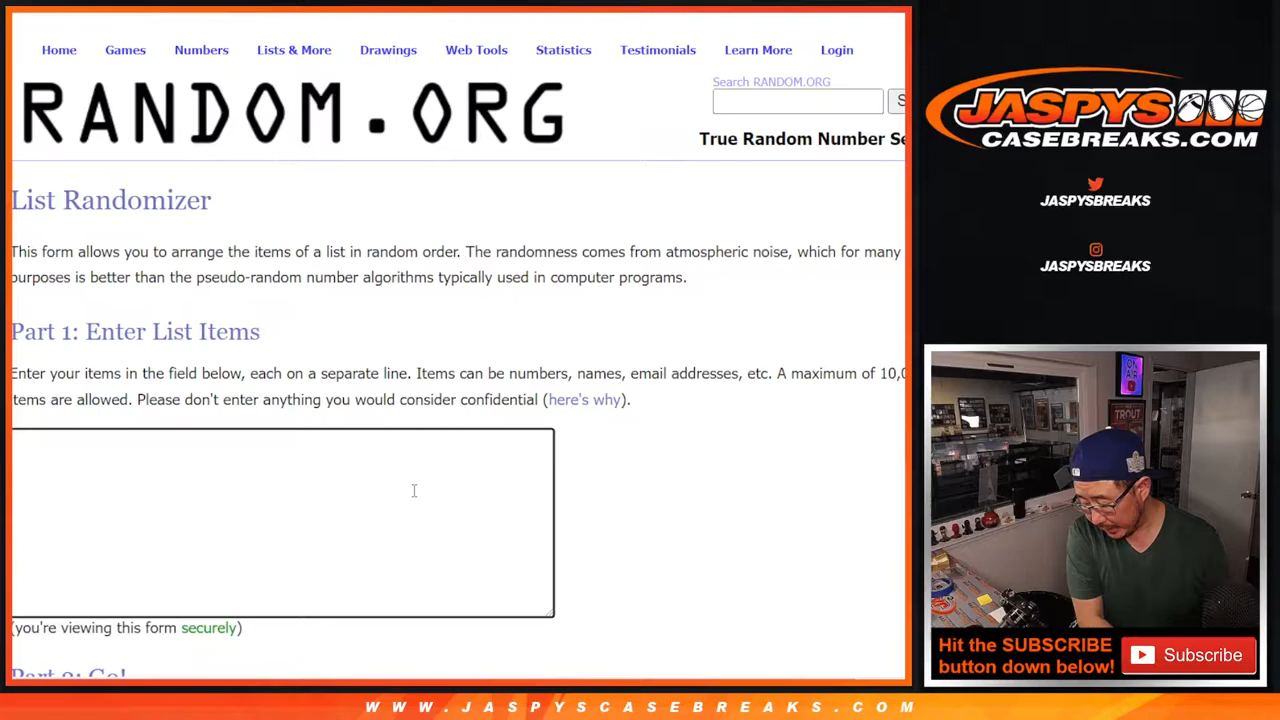 Home Games Numbers Lists & More Drawings Web Tools Statistics Testimonials Learn More Login
RANDOM.ORG
Search RANDOM.ORG
S
True Random Number Se
List Randomizer
This form allows you to arrange the items of a list in random order. The randomness comes from atmospheric noise, which for many
purposes is better than the pseudo-random number algorithms typically used in computer programs.
Part 1: Enter List Items
Enter your items in the field below, each on a separate line. Items can be numbers, names, email addresses, etc. A maximum of 10,0
items are allowed. Please don't enter anything you would consider confidential (here's why).
(you're viewing this form securely)
Part 2: Go!
JASPYS
CASEBREAKS.COM
JASPYSBREAKS
JASPYSBREAKS
ON
AIR
TROUT
Hit the SUBSCRIBE
button down below!
Subscribe
WWW.JASPYSCASEBREAKS.COM